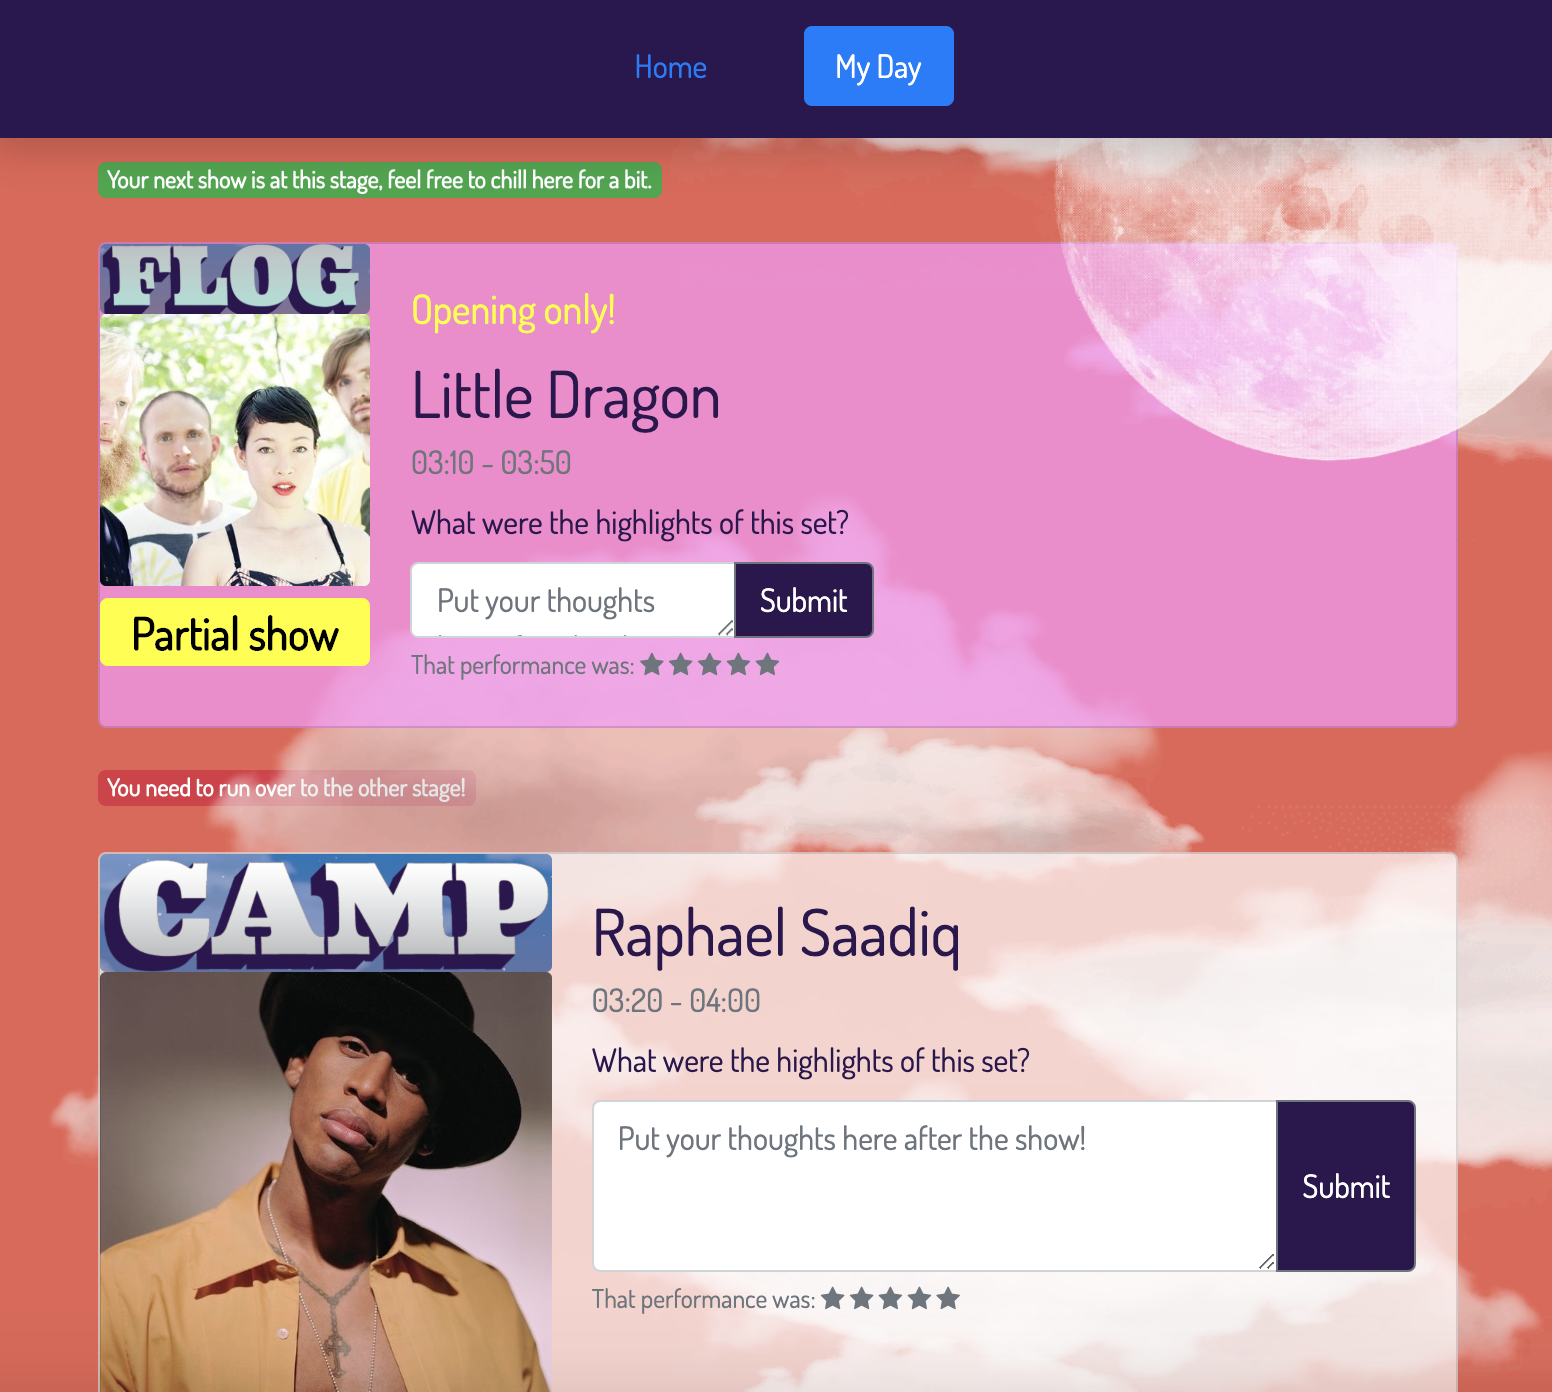 Home
My Day
Your next show is at this stage, feel free to chill here for a bit.
FLOG
Opening only!
Little Dragon
03:10 - 03:50
What were the highlights of this set?
Put your thoughts
Submit
Partial show
That performance was:
You need to run over to the other stage!
CAMP
Raphael Saadiq
03:20 - 04:00
What were the highlights of this set?
Put your thoughts here after the show!
Submit
That performance was: